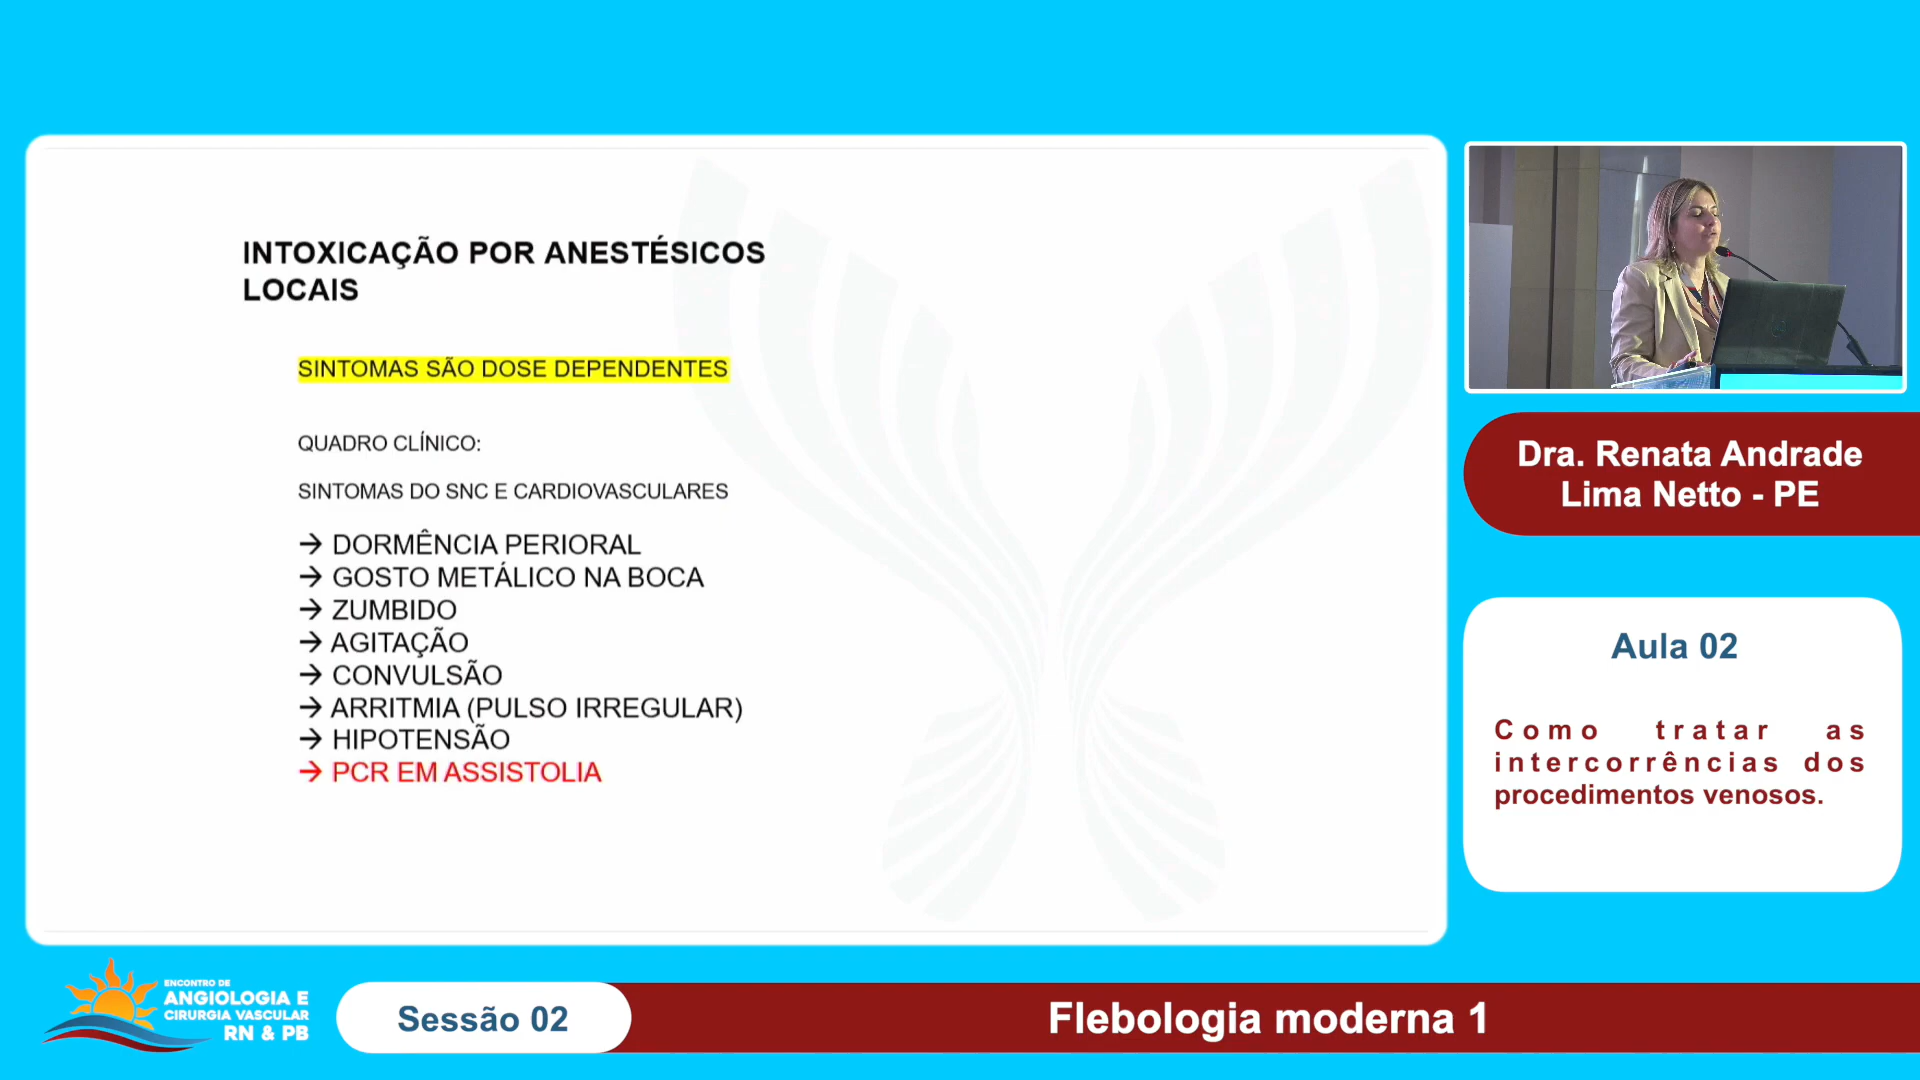 INTOXICAÇÃO POR ANESTÉSICOS
LOCAIS
SINTOMAS SÃO DOSE DEPENDENTES
QUADRO CLÍNICO:
SINTOMAS DO SNC E CARDIOVASCULARES
→ DORMÊNCIA PERIORAL
→ GOSTO METÁLICO NA BOCA
→ ZUMBIDO
→ AGITAÇÃO
→ CONVULSÃO
→ ARRITMIA (PULSO IRREGULAR)
→ HIPOTENSÃO
→ PCR EM ASSISTOLIA
Dra. Renata Andrade
Lima Netto - PE
Aula 02
Como tratar as
intercorrências dos
procedimentos venosos.
ENCONTRO DE
ANGIOLOGIA E
CIRURGIA VASCULAR
RN & PB
Sessão 02
Flebologia moderna 1